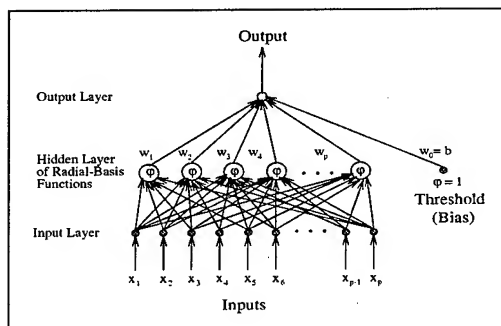 Output
Output Layer
w₁ w₂ w₃ w₄ wₚ w₀= b
Hidden Layer
of Radial-Basis
Functions
φ φ φ φ φ · · · φ
φ = 1
Threshold
(Bias)
Input Layer
· · ·
x₁ x₂ x₃ x₄ x₅ x₆ xₚ₋₁ xₚ
Inputs